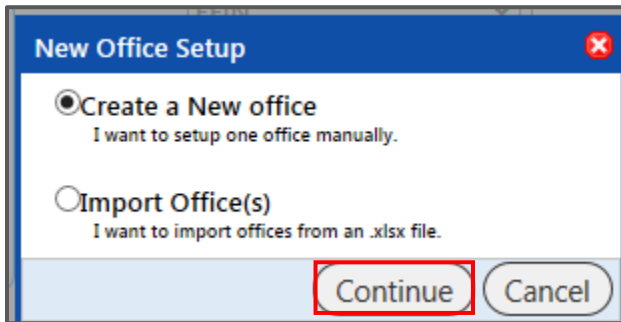 New Office Setup
Create a New office
I want to setup one office manually.
Import Office(s)
I want to import offices from an .xlsx file.
Continue Cancel